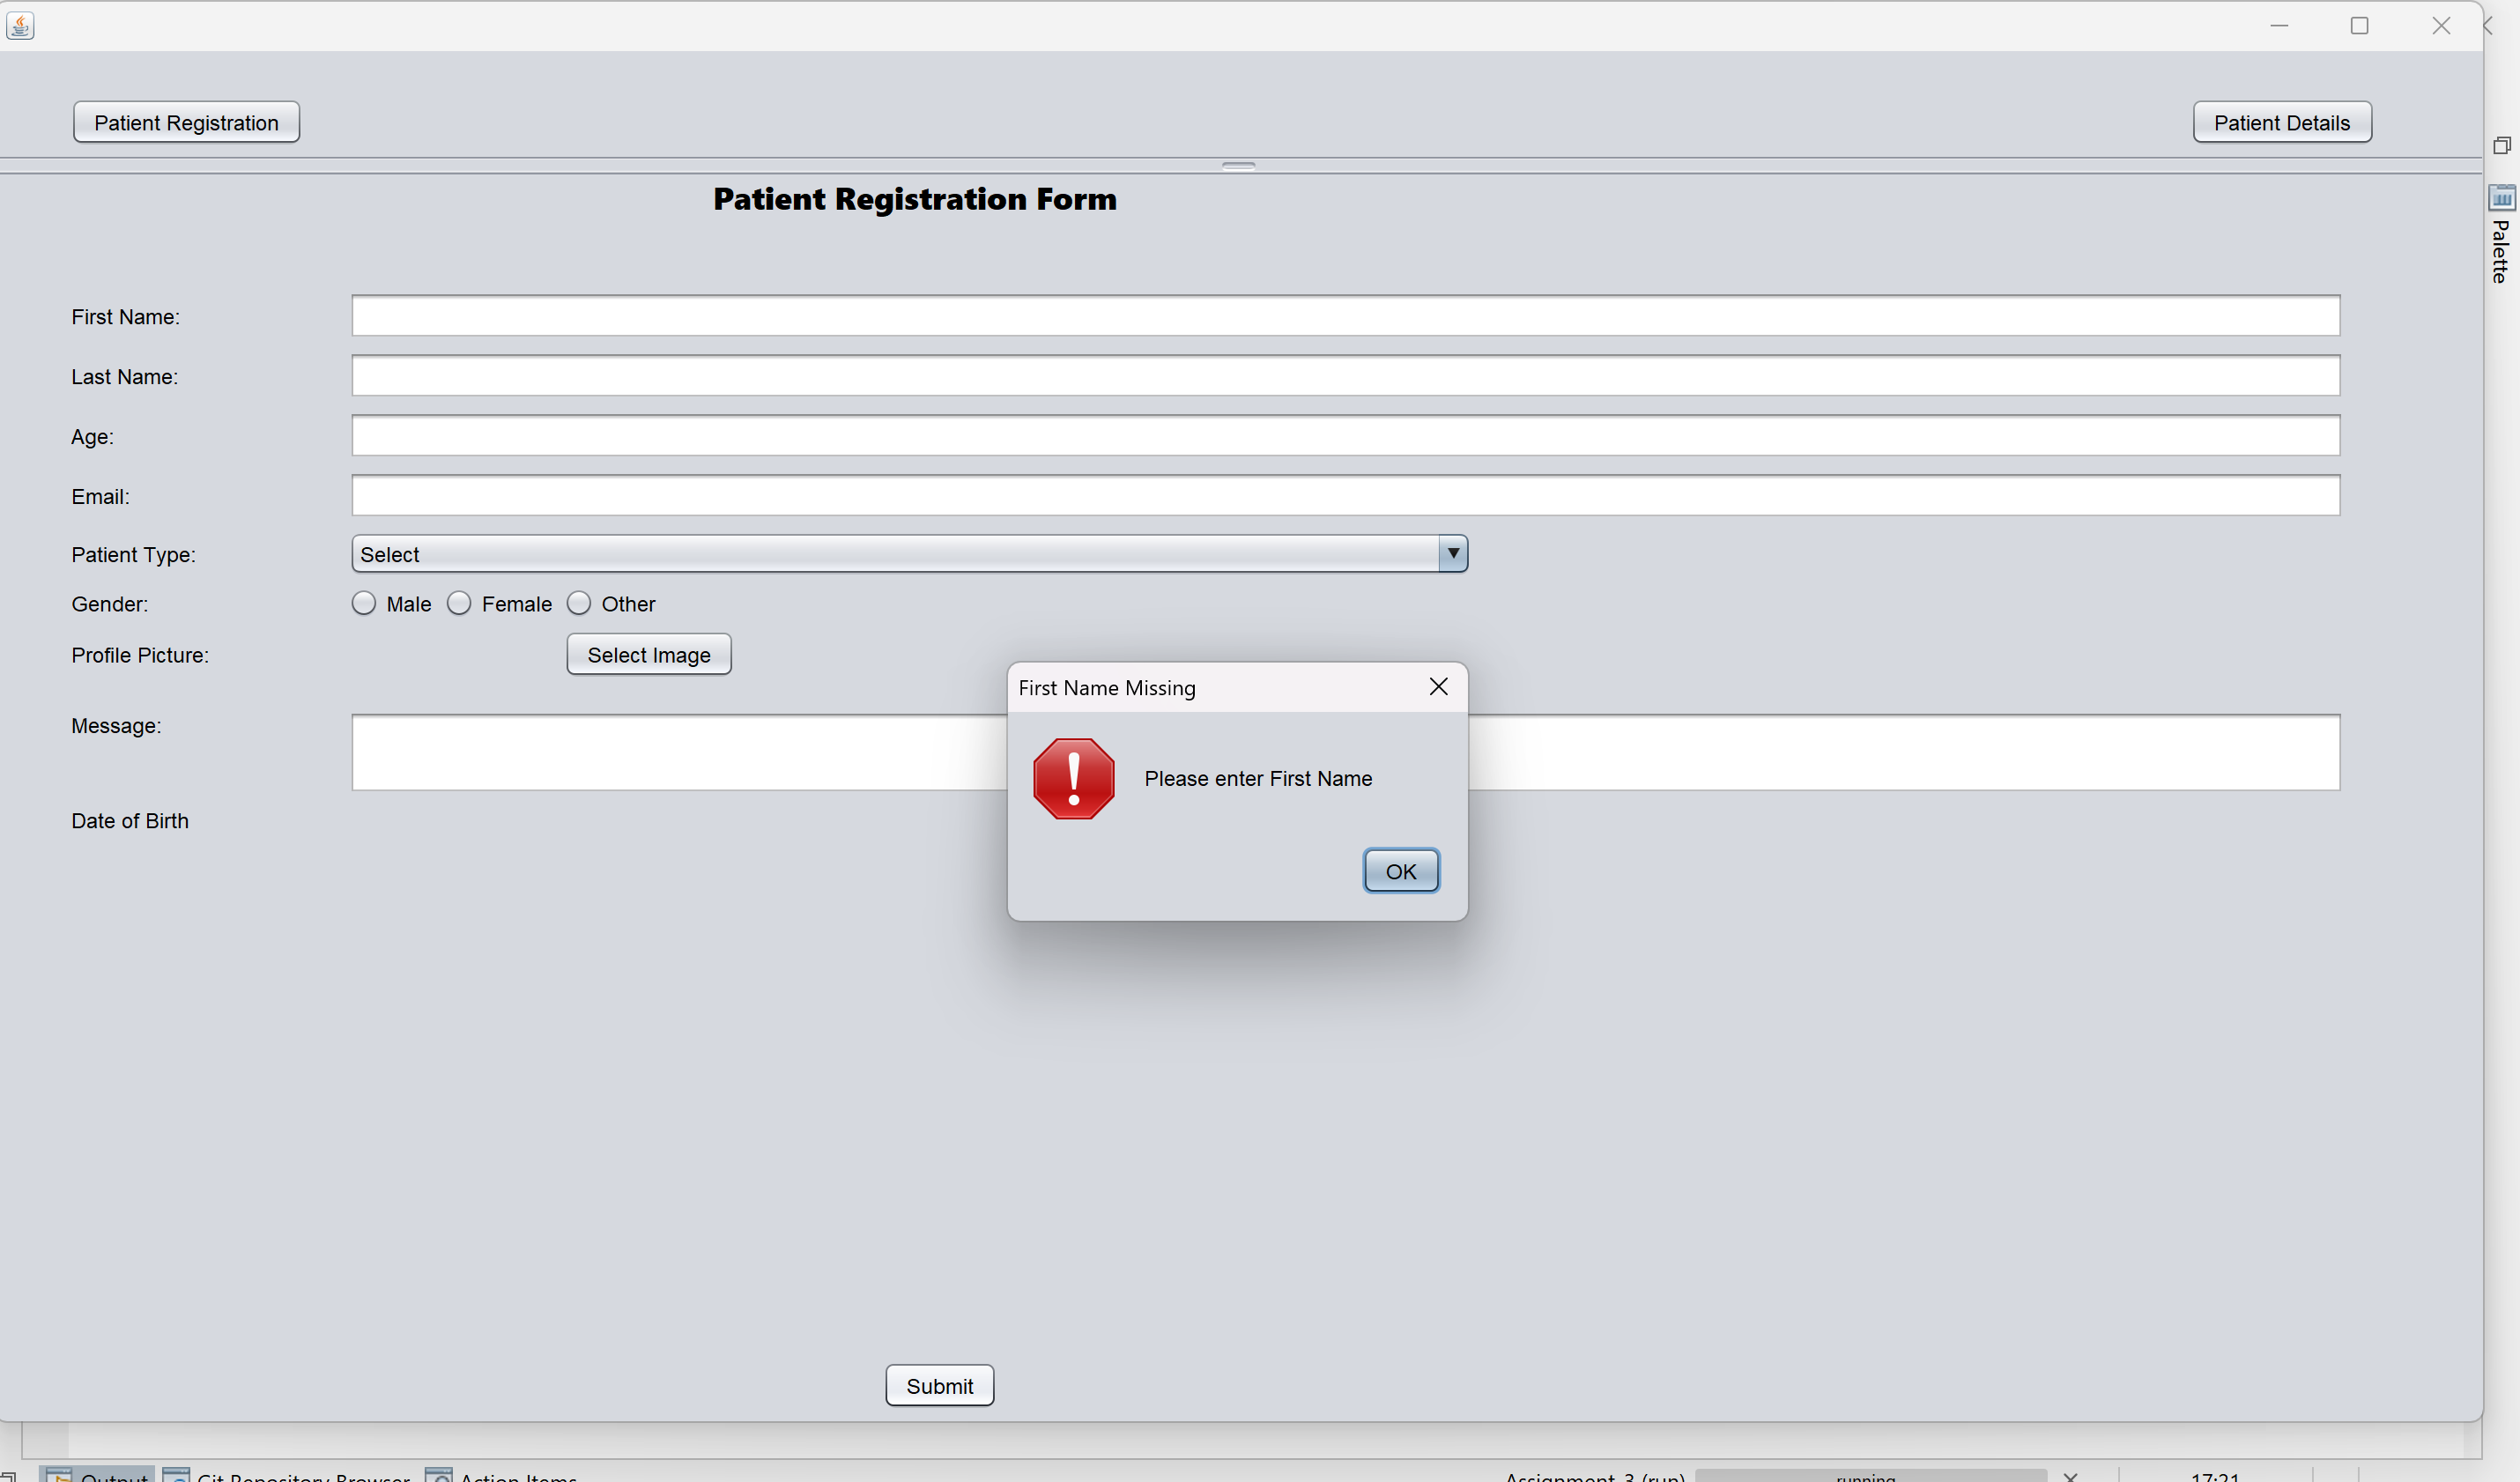 Patient Registration
Patient Details
Palette
Patient Registration Form
First Name:
Last Name:
Age:
Email:
Patient Type:
Select
Gender:
Male
Female
Other
Profile Picture:
Select Image
First Name Missing
Message:
Please enter First Name
Date of Birth
OK
Submit
Output
Git Repository Browser
Action Items
Assignment_3 (run)
running
17:21